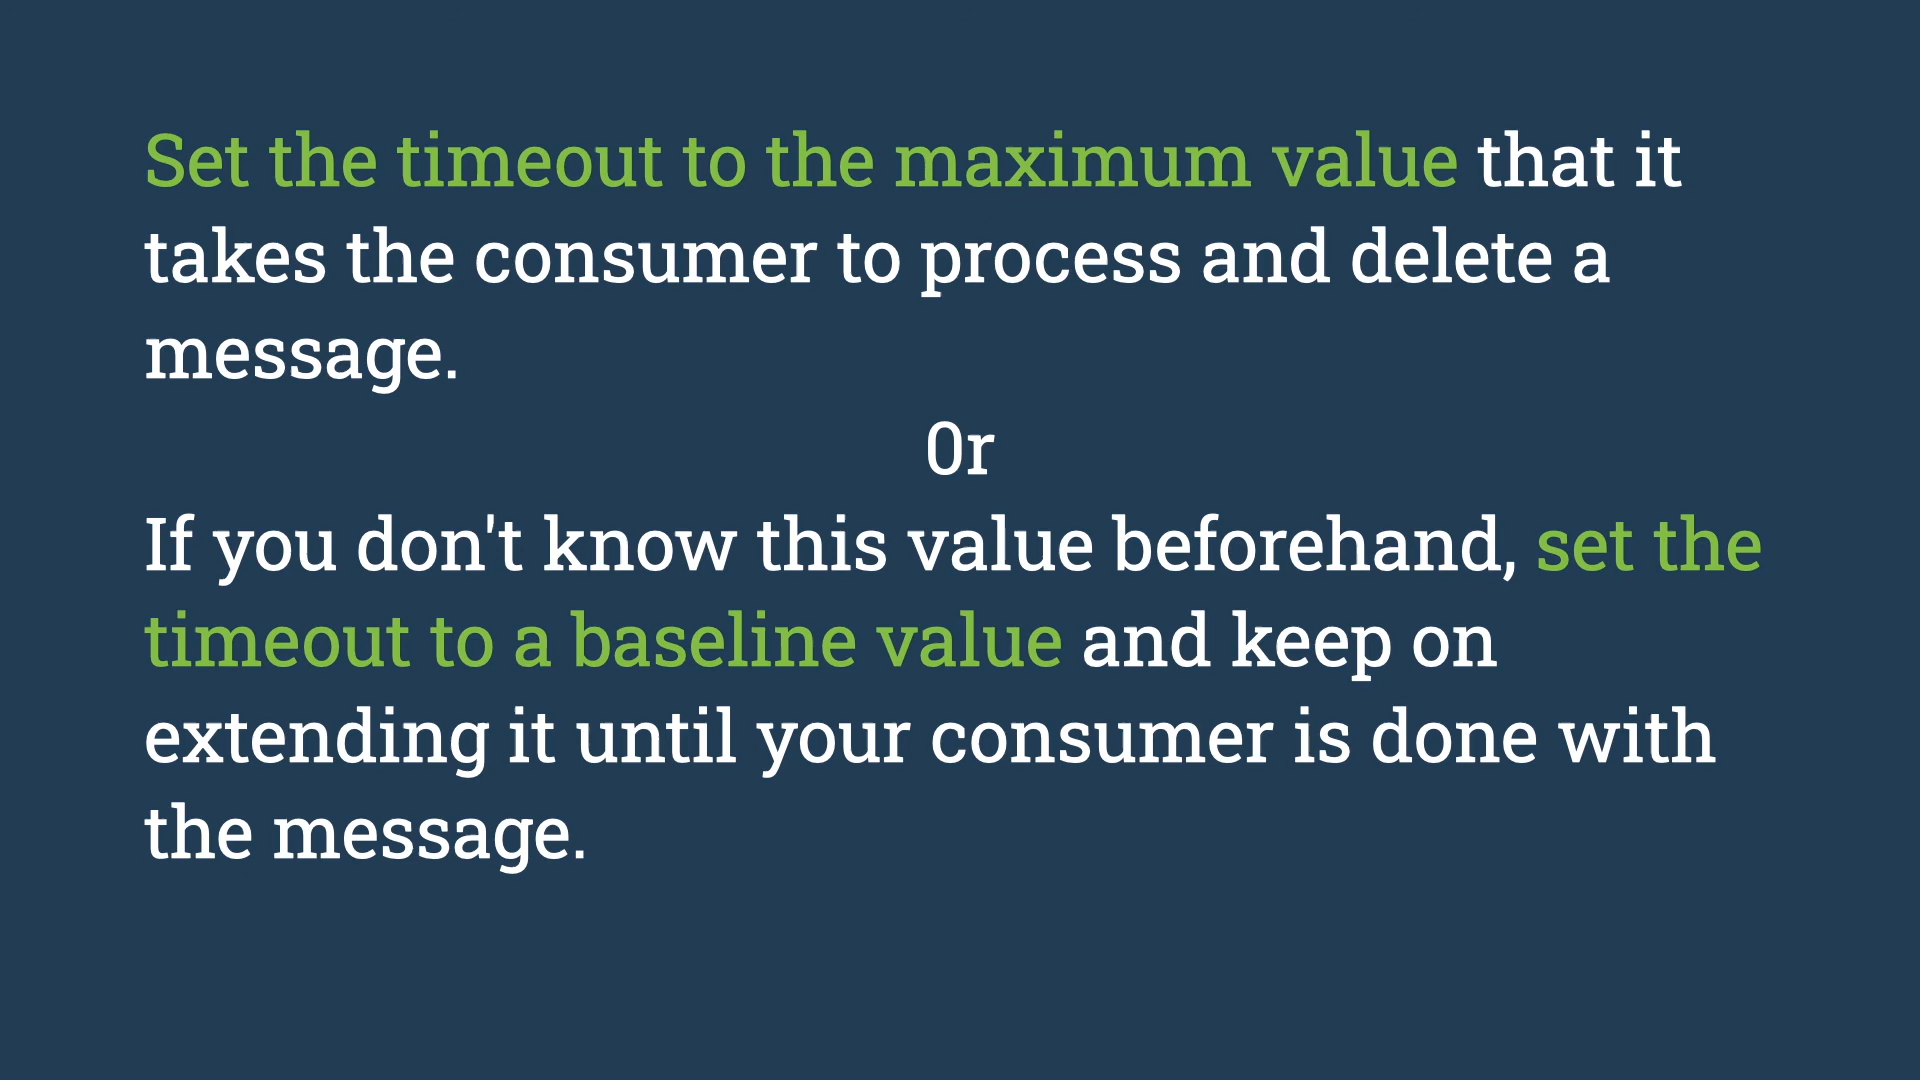 Set the timeout to the maximum value that it
takes the consumer to process and delete a
message.
0r
If you don't know this value beforehand, set the
timeout to a baseline value and keep on
extending it until your consumer is done with
the message.